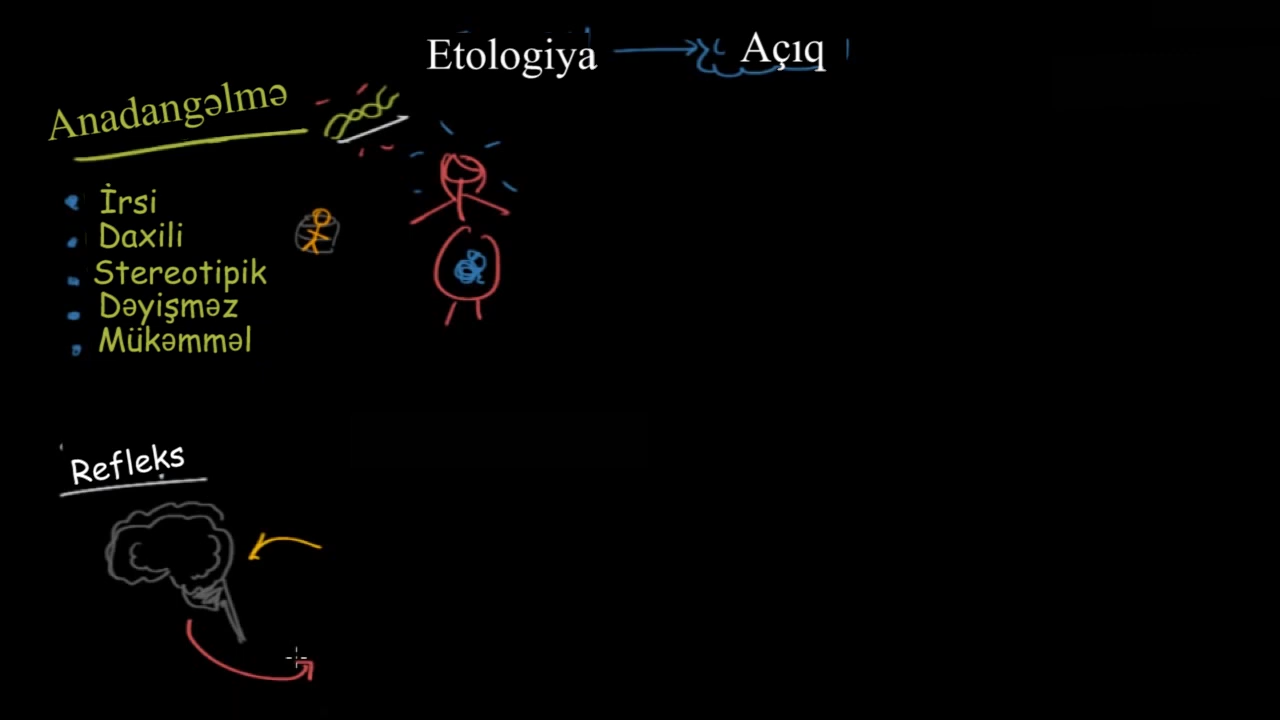 Etologiya Açıq
Anadangəlmə
İrsi
Daxili
Stereotipik
Dəyişməz
Mükəmməl
Refleks